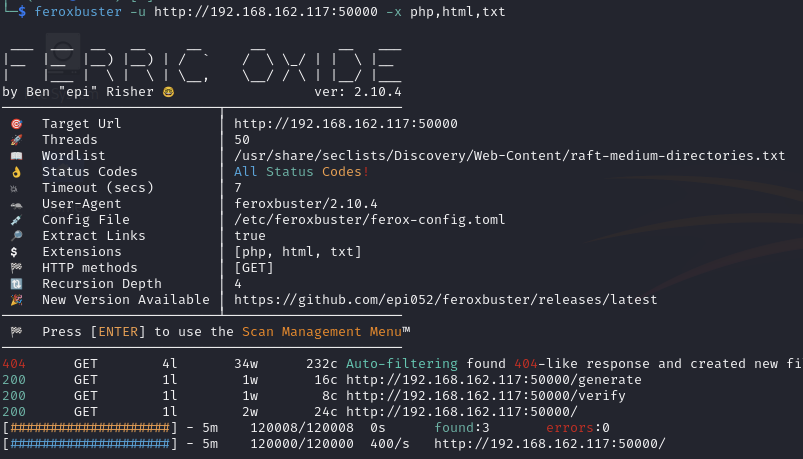 └─$ feroxbuster -u http://192.168.162.117:50000 -x php,html,txt
FERRIC OXIDE
by Ben "epi" Risher 🤓 ver: 2.10.4
🎯 Target Url │ http://192.168.162.117:50000
🚀 Threads │ 50
📖 Wordlist │ /usr/share/seclists/Discovery/Web-Content/raft-medium-directories.txt
👌 Status Codes │ All Status Codes!
💥 Timeout (secs) │ 7
🦡 User-Agent │ feroxbuster/2.10.4
💉 Config File │ /etc/feroxbuster/ferox-config.toml
🔎 Extract Links │ true
💲 Extensions │ [php, html, txt]
🏁 HTTP methods │ [GET]
🔃 Recursion Depth │ 4
🎉 New Version Available │ https://github.com/epi052/feroxbuster/releases/latest
🏁 Press [ENTER] to use the Scan Management Menu™
404 GET 4l 34w 232c Auto-filtering found 404-like response and created new fi
200 GET 1l 1w 16c http://192.168.162.117:50000/generate
200 GET 1l 1w 8c http://192.168.162.117:50000/verify
200 GET 1l 2w 24c http://192.168.162.117:50000/
[####################] - 5m 120008/120008 0s found:3 errors:0
[####################] - 5m 120000/120000 400/s http://192.168.162.117:50000/